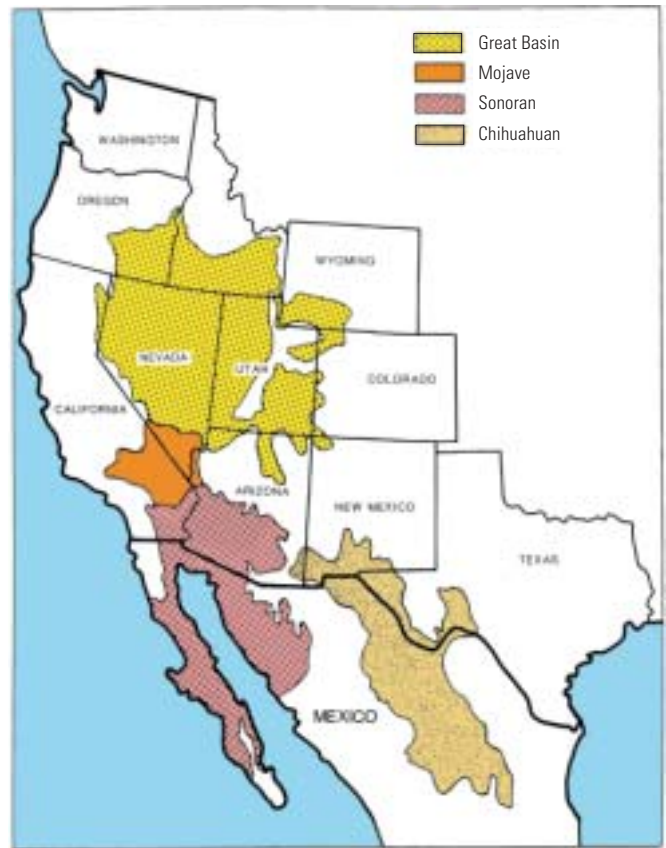 Great Basin
Mojave
Sonoran
Chihuahuan
WASHINGTON
OREGON
WYOMING
NEVADA
UTAH
COLORADO
CALIFORNIA
ARIZONA
NEW MEXICO
TEXAS
MEXICO